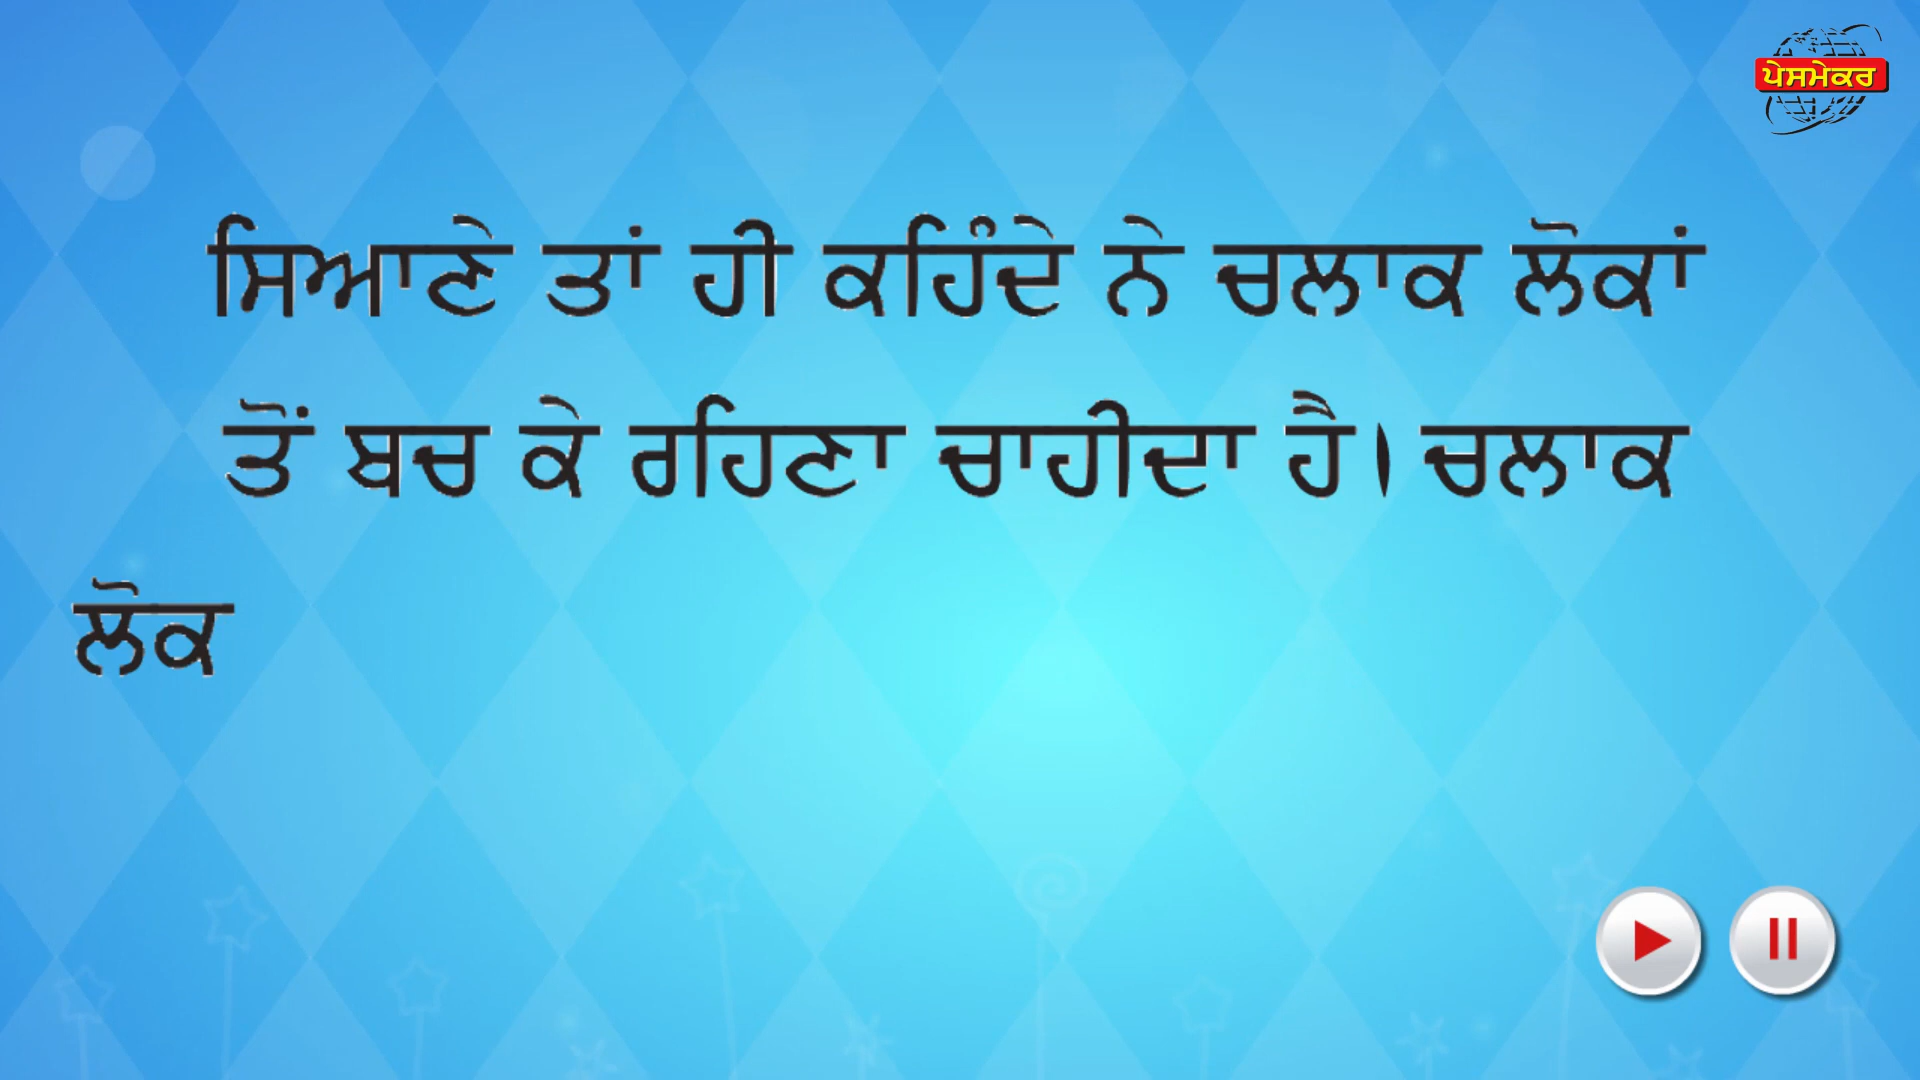 ਪੇਸਮੇਕਰ
ਸਿਆਣੇ ਤਾਂ ਹੀ ਕਹਿੰਦੇ ਨੇ ਚਲਾਕ ਲੋਕਾਂ
ਤੋਂ ਬਚ ਕੇ ਰਹਿਣਾ ਚਾਹੀਦਾ ਹੈ। ਚਲਾਕ
ਲੋਕ